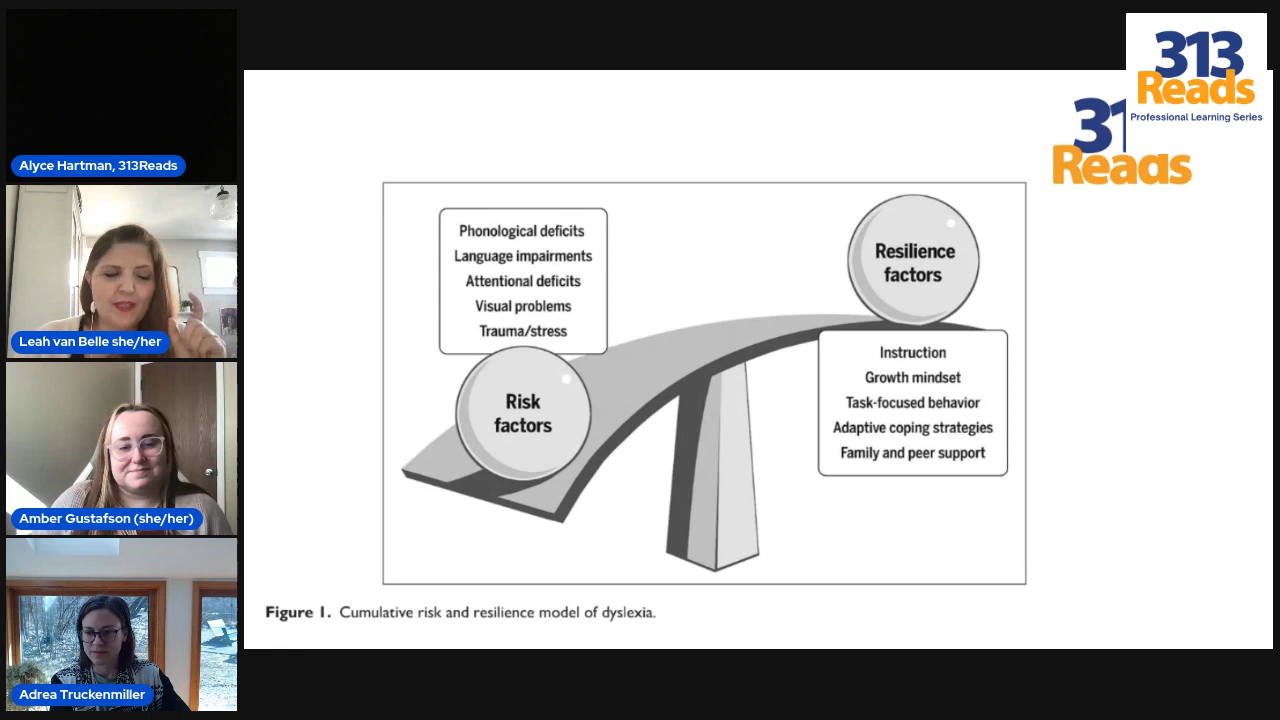 Alyce Hartman, 313Reads
Leah van Belle she/her
Amber Gustafson (she/her)
Adrea Truckenmiller
313
Reads
Professional Learning Series
31
Reads
Phonological deficits
Language impairments
Attentional deficits
Visual problems
Trauma/stress
Risk
factors
Resilience
factors
Instruction
Growth mindset
Task-focused behavior
Adaptive coping strategies
Family and peer support
Figure 1. Cumulative risk and resilience model of dyslexia.